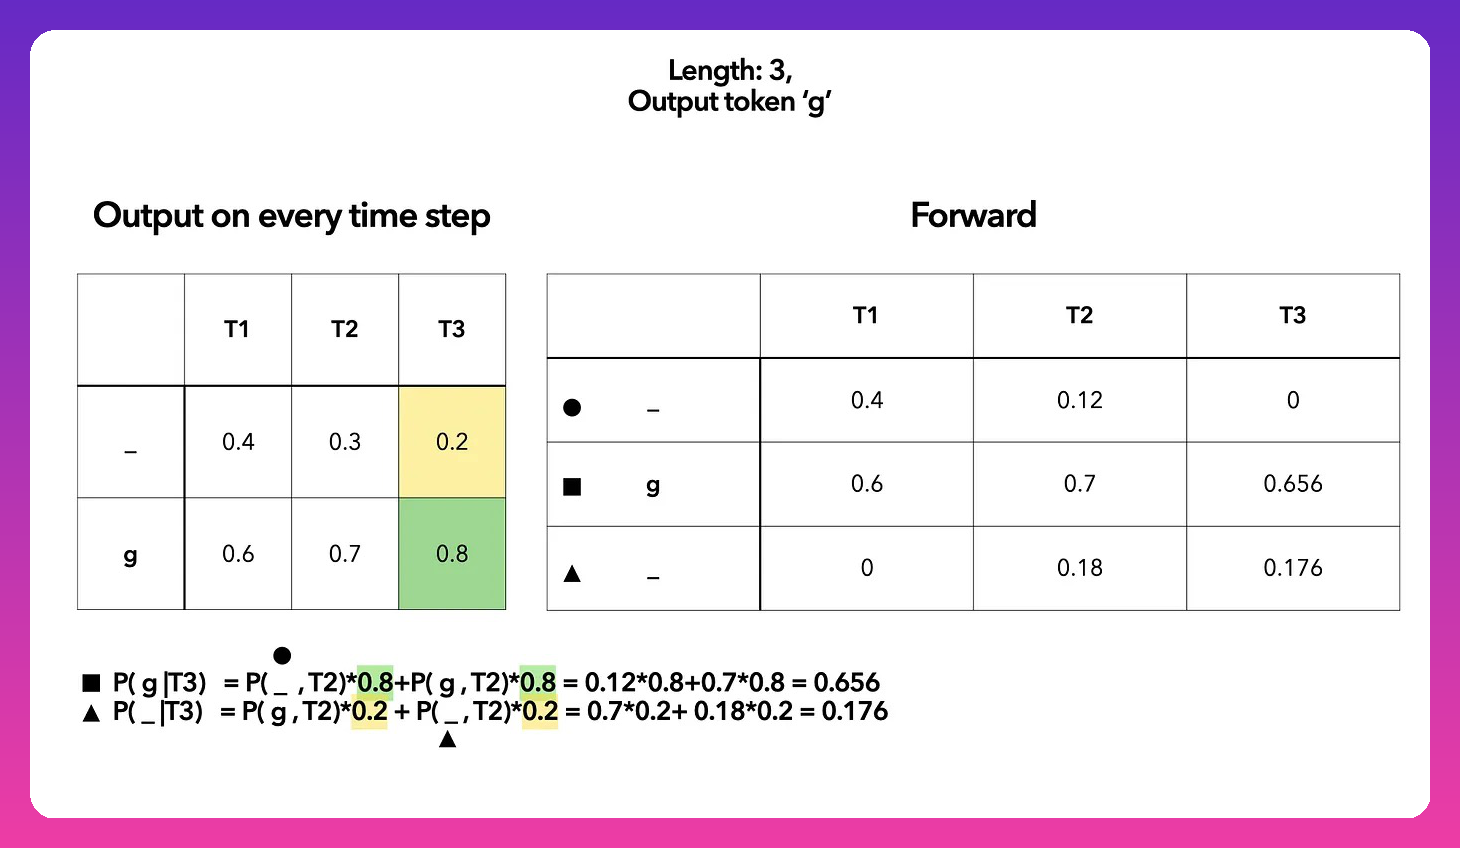 Length: 3,
Output token ‘g’
Output on every time step
T1 T2 T3
_ 0.4 0.3 0.2
g 0.6 0.7 0.8
Forward
T1 T2 T3
● _ 0.4 0.12 0
■ g 0.6 0.7 0.656
▲ _ 0 0.18 0.176
●
■ P( g |T3) = P( _ , T2)*0.8+P( g , T2)*0.8 = 0.12*0.8+0.7*0.8 = 0.656
▲ P( _ |T3) = P( g , T2)*0.2 + P( _ , T2)*0.2 = 0.7*0.2+ 0.18*0.2 = 0.176
▲